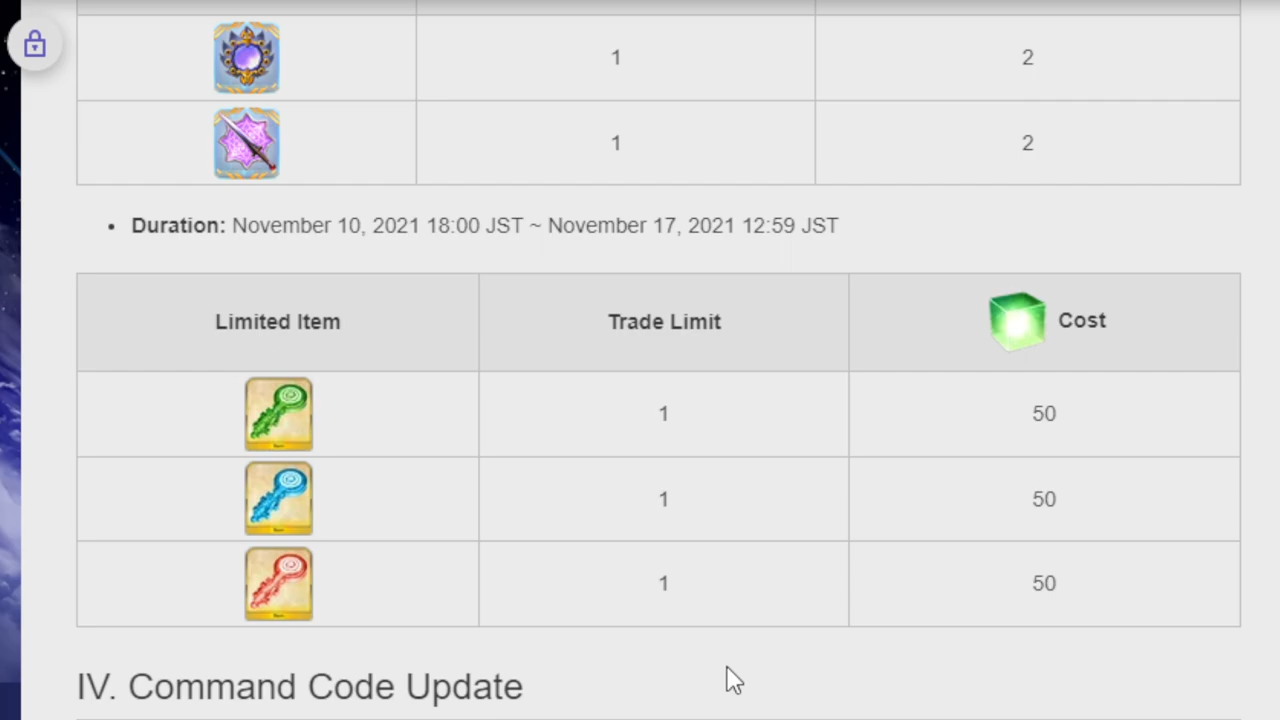 1 2
1 2
• Duration: November 10, 2021 18:00 JST ~ November 17, 2021 12:59 JST
Limited Item Trade Limit Cost
1 50
1 50
1 50
IV. Command Code Update